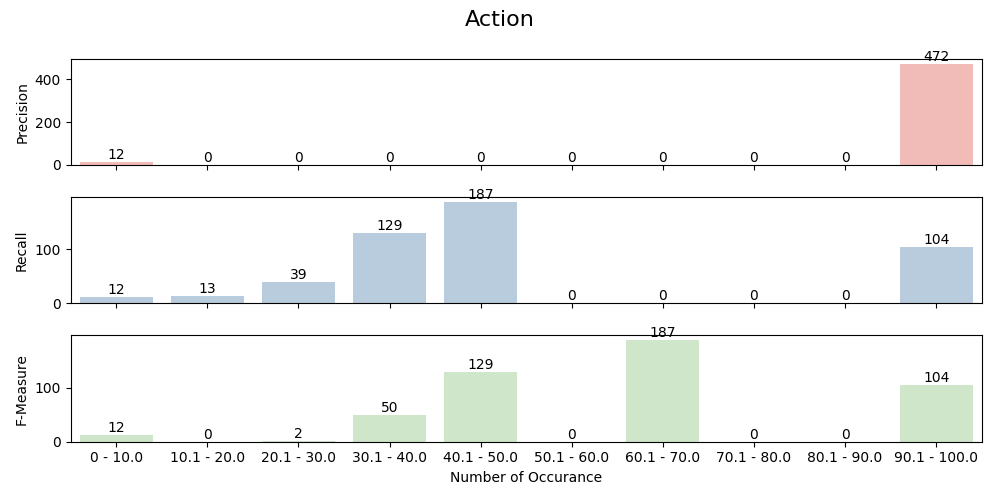 Action
Precision
400
200
0
12
0
0
0
0
0
0
0
0
472
Recall
100
0
12
13
39
129
187
0
0
0
0
104
F-Measure
100
0
12
0
2
50
129
0
187
0
0
104
0 - 10.0
10.1 - 20.0
20.1 - 30.0
30.1 - 40.0
40.1 - 50.0
50.1 - 60.0
60.1 - 70.0
70.1 - 80.0
80.1 - 90.0
90.1 - 100.0
Number of Occurance